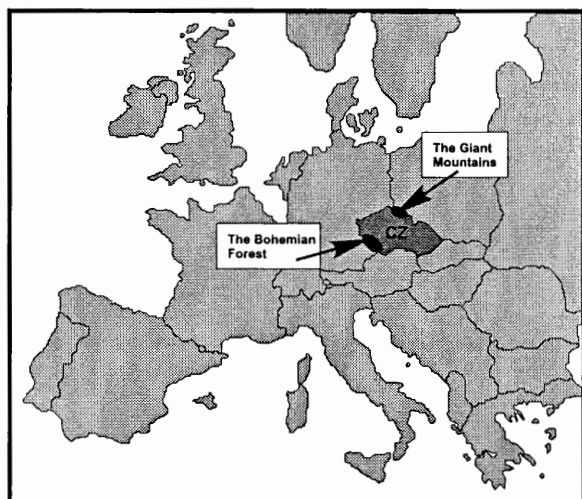 The Giant
Mountains
CZ
The Bohemian
Forest